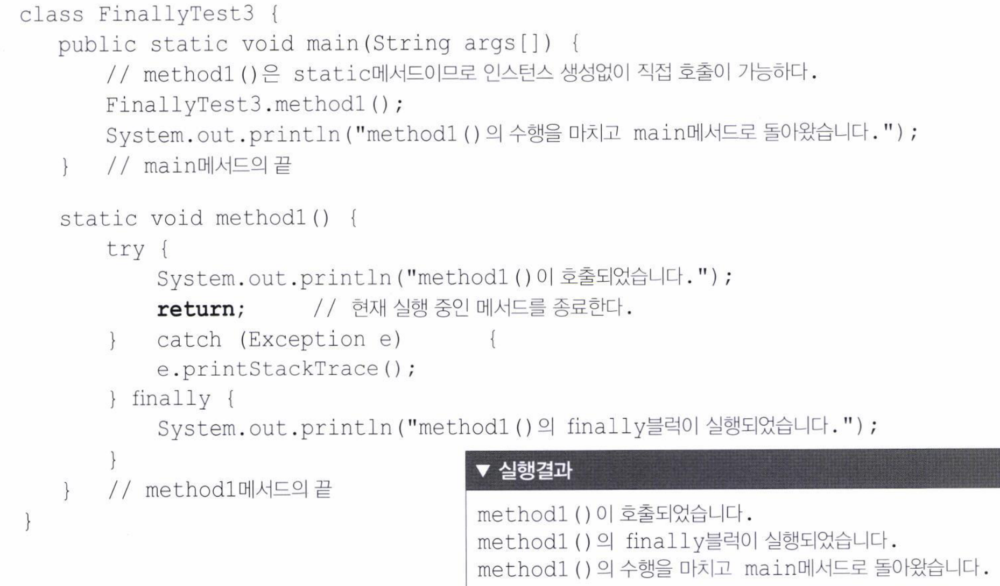 class FinallyTest3 {
public static void main(String args[]) {
// method1()은 static메서드이므로 인스턴스 생성없이 직접 호출이 가능하다.
FinallyTest3.method1();
System.out.println("method1()의 수행을 마치고 main메서드로 돌아왔습니다.");
} // main메서드의 끝
static void method1() {
try {
System.out.println("method1()이 호출되었습니다.");
return; // 현재 실행 중인 메서드를 종료한다.
} catch (Exception e) {
e.printStackTrace();
} finally {
System.out.println("method1()의 finally블럭이 실행되었습니다.");
}
} // method1메서드의 끝
}
▼ 실행결과
method1()이 호출되었습니다.
method1()의 finally블럭이 실행되었습니다.
method1()의 수행을 마치고 main메서드로 돌아왔습니다.